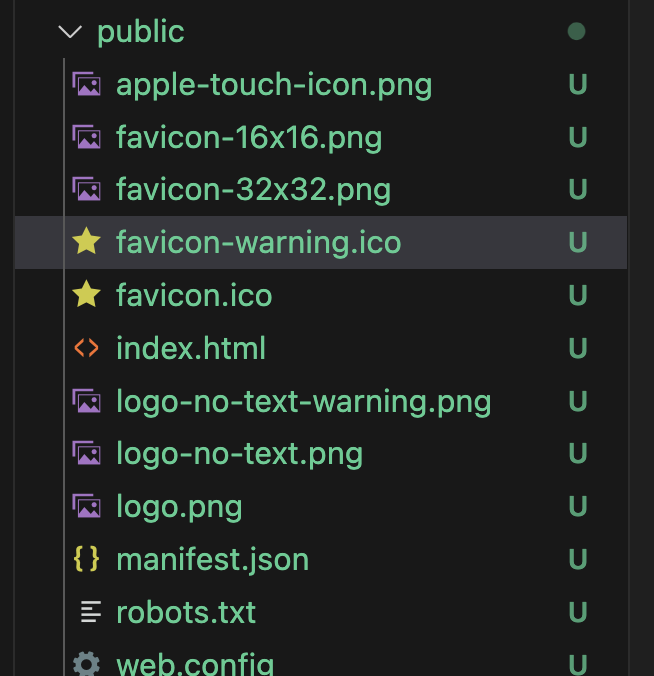 public
apple-touch-icon.png U
favicon-16x16.png U
favicon-32x32.png U
favicon-warning.ico U
favicon.ico U
index.html U
logo-no-text-warning.png U
logo-no-text.png U
logo.png U
manifest.json U
robots.txt U
web.config U